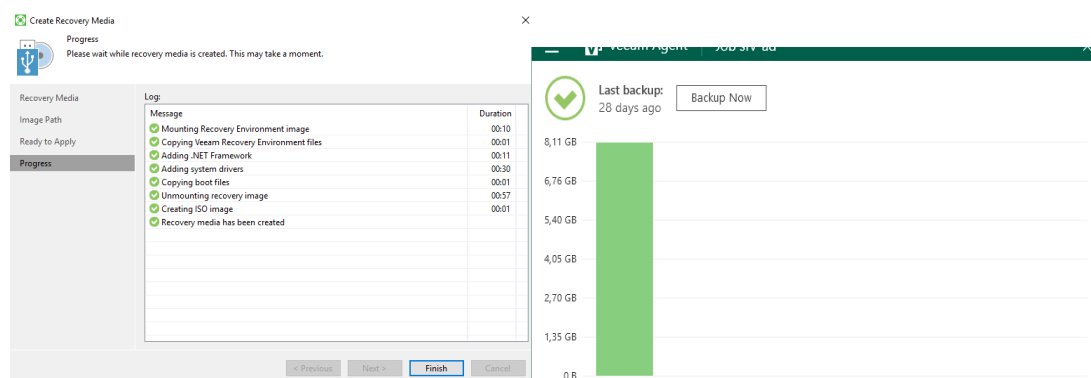 Create Recovery Media
Progress
Please wait while recovery media is created. This may take a moment.
Recovery Media
Image Path
Ready to Apply
Progress
Log:
Message Duration
Mounting Recovery Environment image 00:10
Copying Veeam Recovery Environment files 00:01
Adding .NET Framework 00:11
Adding system drivers 00:30
Copying boot files 00:01
Unmounting recovery image 00:57
Creating ISO image 00:01
Recovery media has been created
< Previous Next > Finish Cancel
Veeam Agent Job srv-ad
Last backup:
28 days ago
Backup Now
8,11 GB
6,76 GB
5,40 GB
4,05 GB
2,70 GB
1,35 GB
0 B